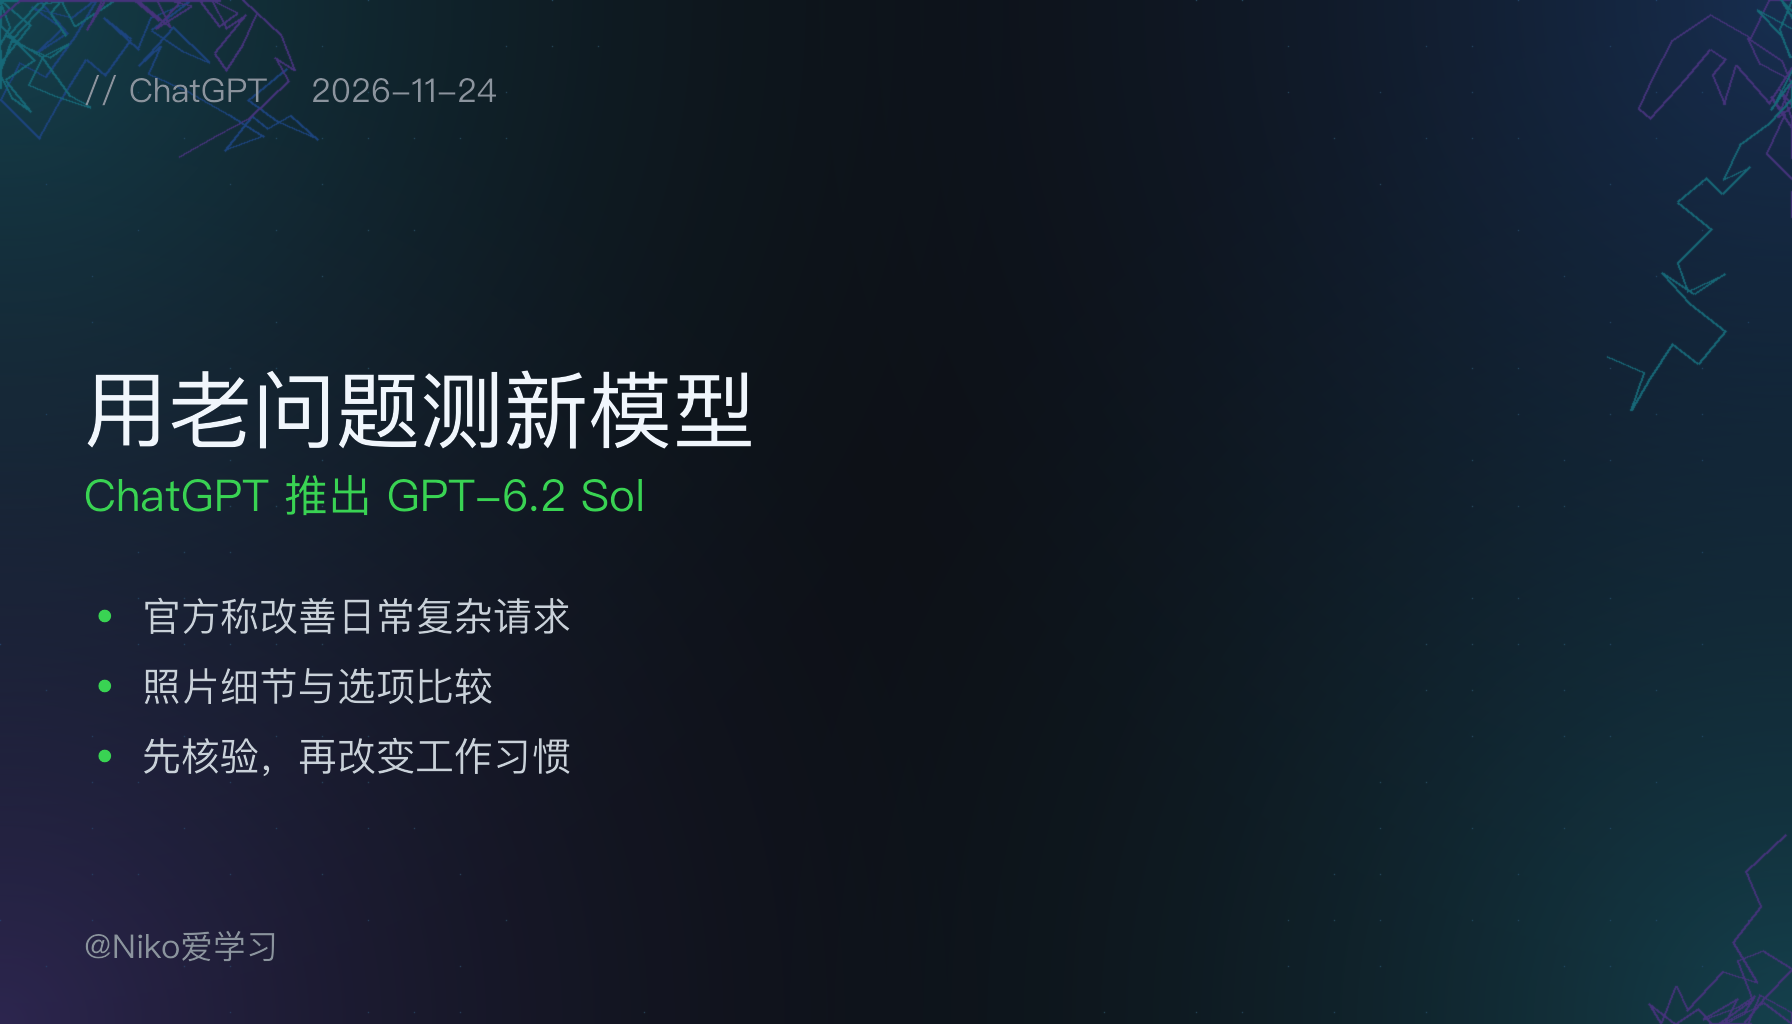 // ChatGPT 2026-11-24
用老问题测新模型
ChatGPT 推出 GPT-6.2 Sol
• 官方称改善日常复杂请求
• 照片细节与选项比较
• 先核验，再改变工作习惯
@Niko爱学习